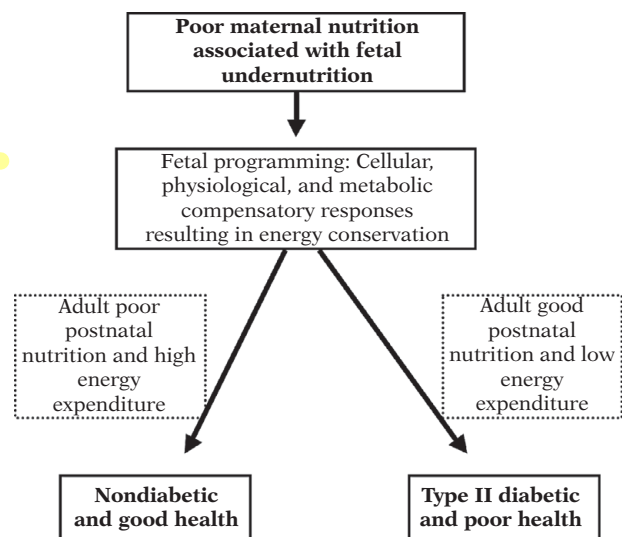 Poor maternal nutrition
associated with fetal
undernutrition
Fetal programming: Cellular,
physiological, and metabolic
compensatory responses
resulting in energy conservation
Adult poor
postnatal
nutrition and high
energy
expenditure
Adult good
postnatal
nutrition and low
energy
expenditure
Nondiabetic
and good health
Type II diabetic
and poor health